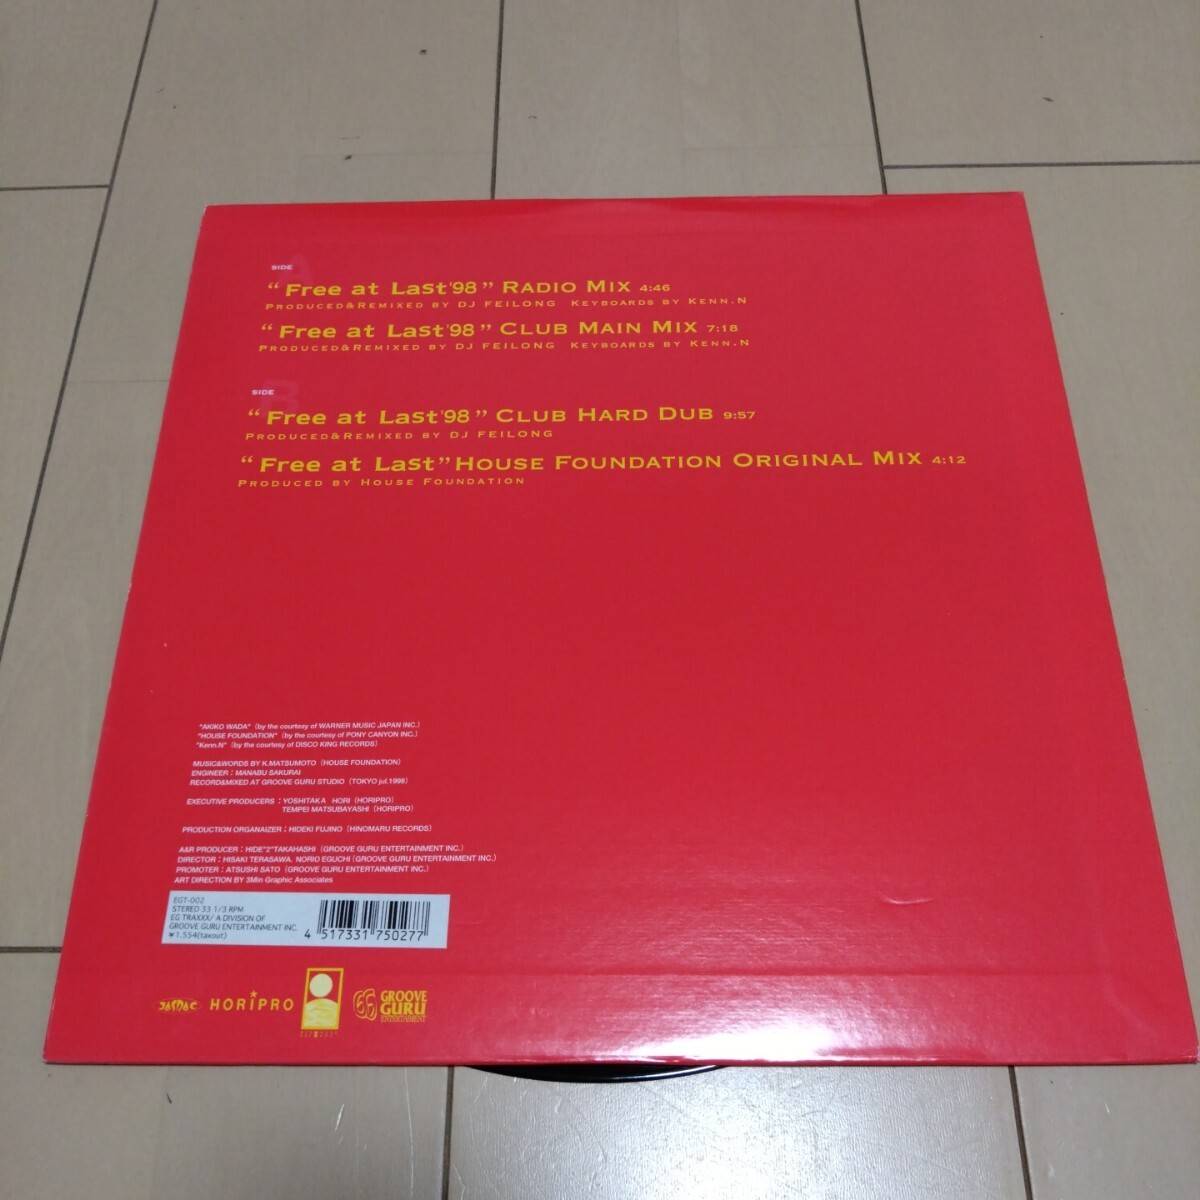 SIDE A
"Free at Last'98" RADIO MIX 4:46
PRODUCED&REMIXED BY DJ FEILONG KEYBOARDS BY KENN.N
"Free at Last'98" CLUB MAIN MIX 7:18
PRODUCED&REMIXED BY DJ FEILONG KEYBOARDS BY KENN.N
SIDE B
"Free at Last'98" CLUB HARD DUB 9:57
PRODUCED&REMIXED BY DJ FEILONG
"Free at Last" HOUSE FOUNDATION ORIGINAL MIX 4:12
PRODUCED BY HOUSE FOUNDATION
"AKIKO WADA" (by the courtesy of WARNER MUSIC JAPAN INC.)
"HOUSE FOUNDATION" (by the courtesy of PONY CANYON INC.)
"Kenn.N" (by the courtesy of DISCO KING RECORDS)
MUSIC&WORDS BY K.MATSUMOTO (HOUSE FOUNDATION)
ENGINEER : MANABU SAKURAI
RECORD&MIXED AT GROOVE GURU STUDIO (TOKYO jul.1998)
EXECUTIVE PRODUCERS : YOSHITAKA HORI (HORIPRO)
TEMPEI MATSUBAYASHI (HORIPRO)
PRODUCTION ORGANAIZER : HIDEKI FUJINO (HINOMARU RECORDS)
A&R PRODUCER : HIDE"2"TAKAHASHI (GROOVE GURU ENTERTAINMENT INC.)
DIRECTOR : HISAKI TERASAWA. NORIO EGUCHI (GROOVE GURU ENTERTAINMENT INC.)
PROMOTER : ATSUSHI SATO (GROOVE GURU ENTERTAINMENT INC.)
ART DIRECTION BY 3Min Graphic Associates
EGT-002
STEREO 33 1/3 RPM
EG TRAXXX/ A DIVISION OF
GROOVE GURU ENTERTAINMENT INC.
¥1,554(taxout)
4 517331 750277
JASRAC
HORIPRO
GROOVE
GURU
ENTERTAINMENT